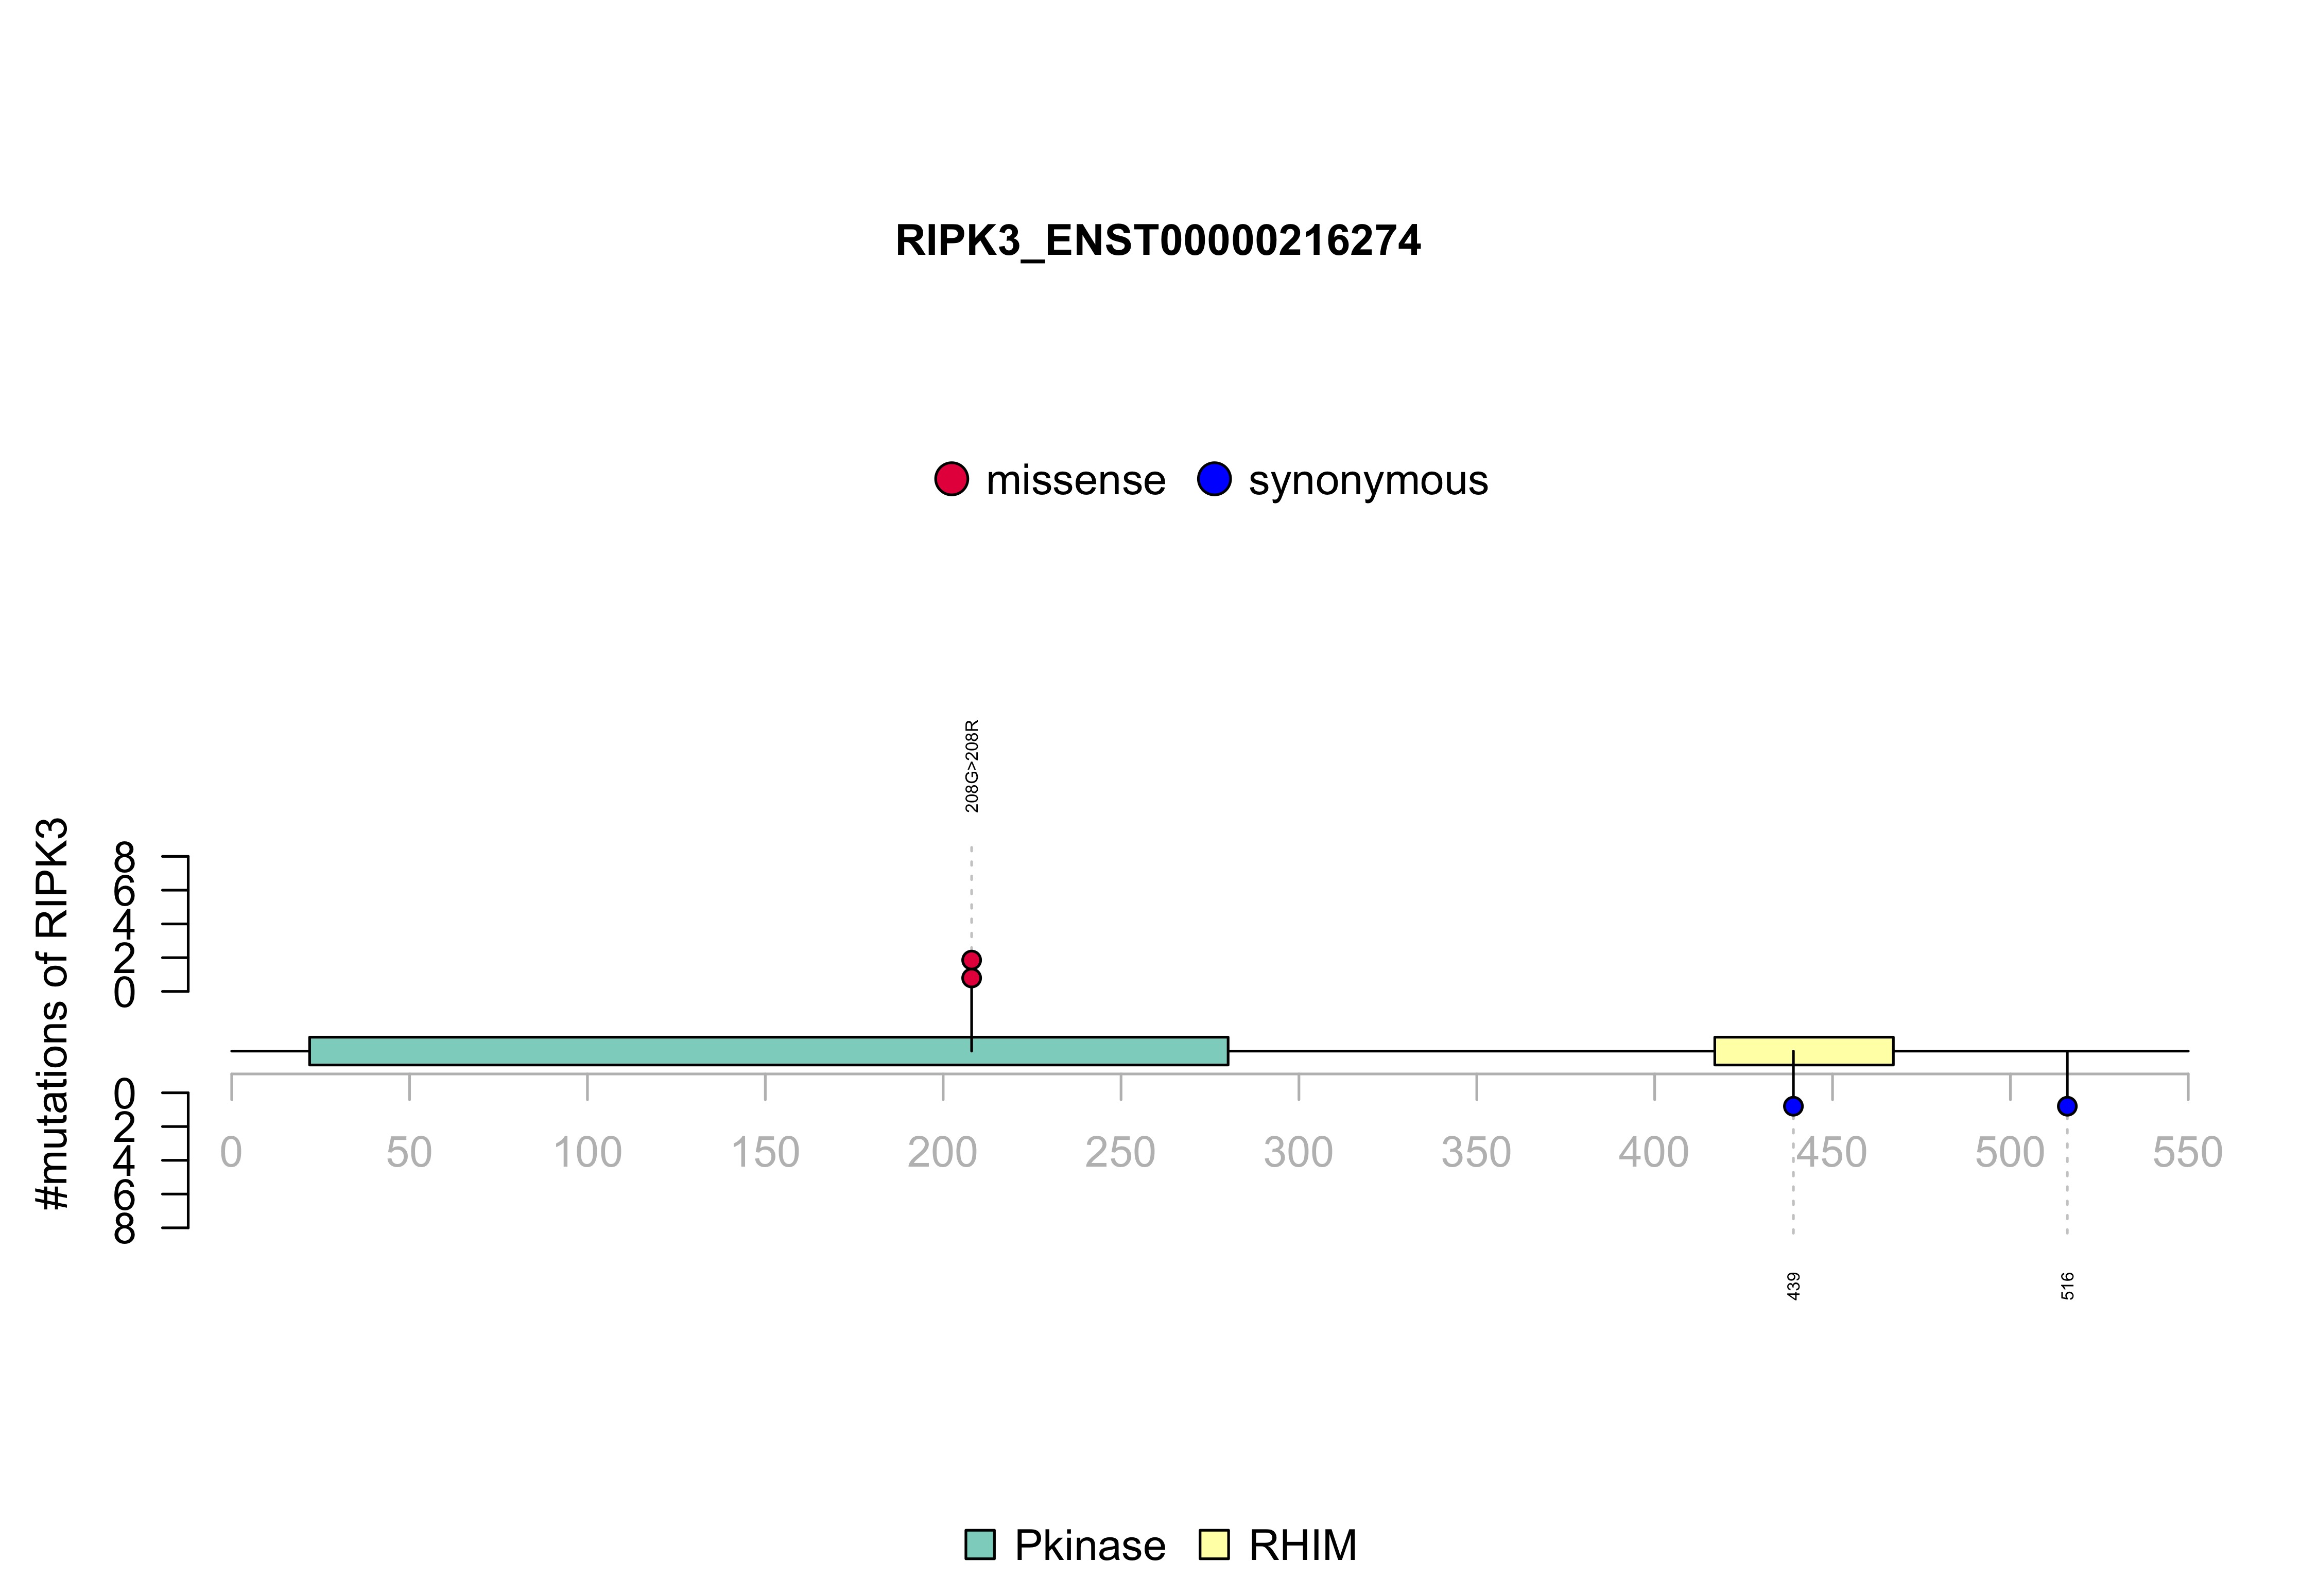 RIPK3_ENST00000216274
missense synonymous
208G>208R
#mutations of RIPK3
8
6
4
2
0
0
2
4
6
8
0 50 100 150 200 250 300 350 400 450 500 550
439 516
Pkinase RHIM